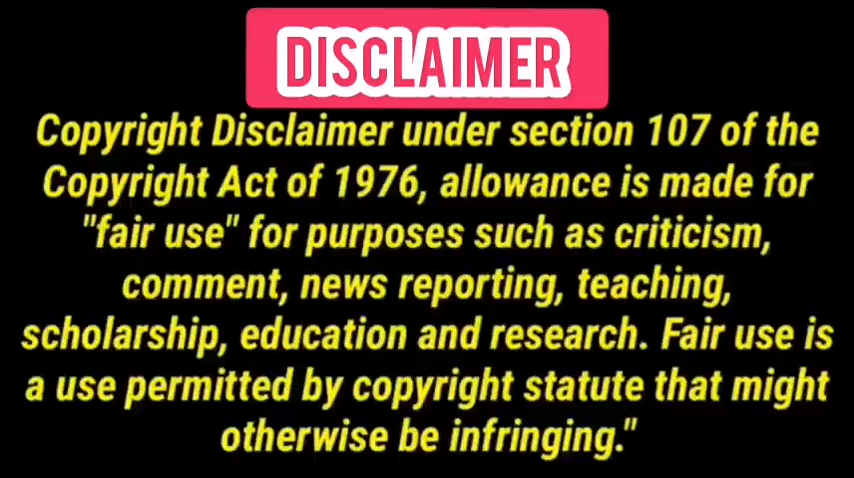 DISCLAIMER
Copyright Disclaimer under section 107 of the
Copyright Act of 1976, allowance is made for
"fair use" for purposes such as criticism,
comment, news reporting, teaching,
scholarship, education and research. Fair use is
a use permitted by copyright statute that might
otherwise be infringing."